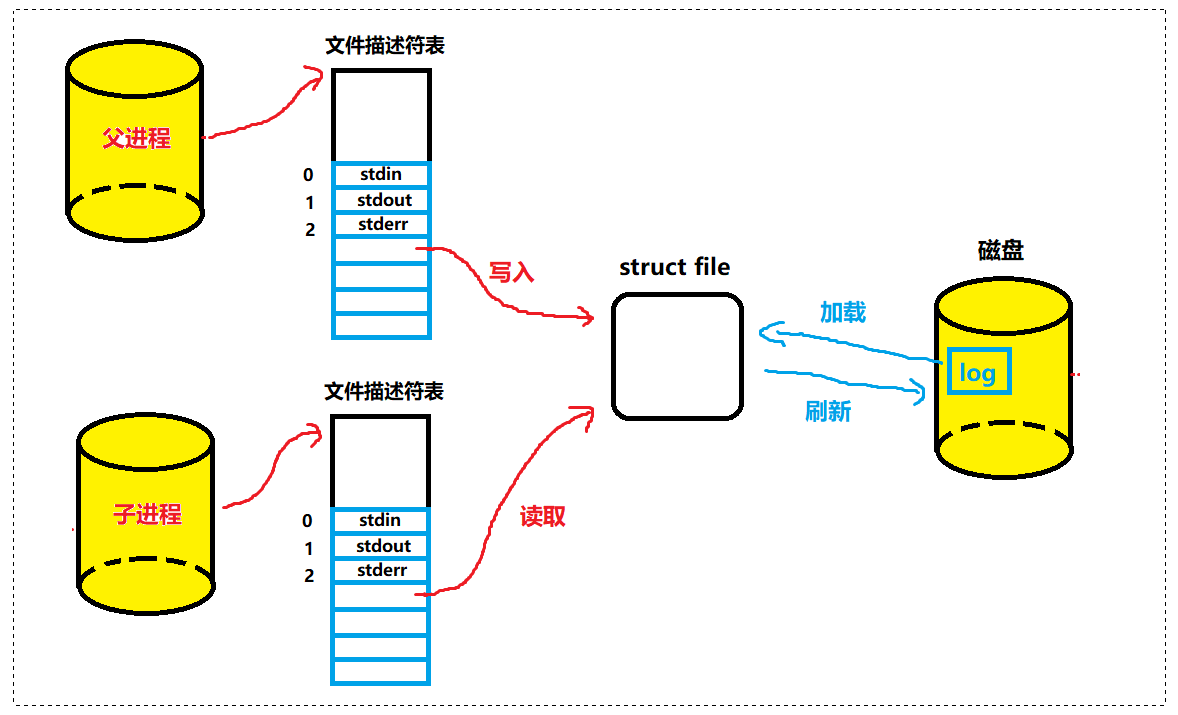 文件描述符表
父进程
0
stdin
1
stdout
2
stderr
写入
struct file
磁盘
加载
log
刷新
文件描述符表
子进程
0
stdin
1
stdout
2
stderr
读取